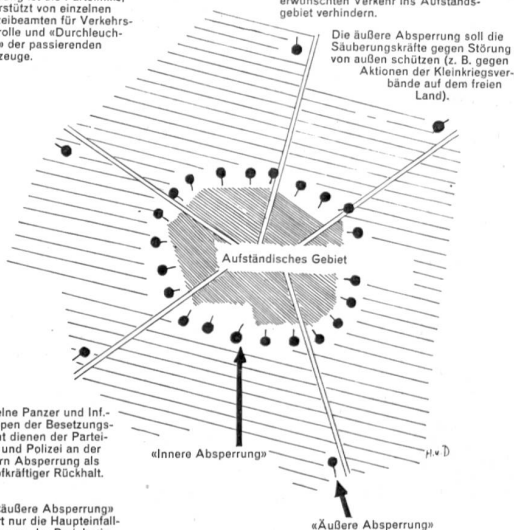 rstützt von einzelnen
eibeamten für Verkehrs-
rolle und «Durchleuch-
» der passierenden
zeuge.
erwünschten Verkehr ins Aufstands-
gebiet verhindern.
Die äußere Absperrung soll die
Säuberungskräfte gegen Störung
von außen schützen (z. B. gegen
Aktionen der Kleinkriegsver-
bände auf dem freien
Land).
Aufständisches Gebiet
elne Panzer und Inf.-
pen der Besetzungs-
t dienen der Partei-
und Polizei an der
rn Absperrung als
fkräftiger Rückhalt.
«Innere Absperrung»
H.v D
äußere Absperrung»
t nur die Haupteinfall-
«Äußere Absperrung»